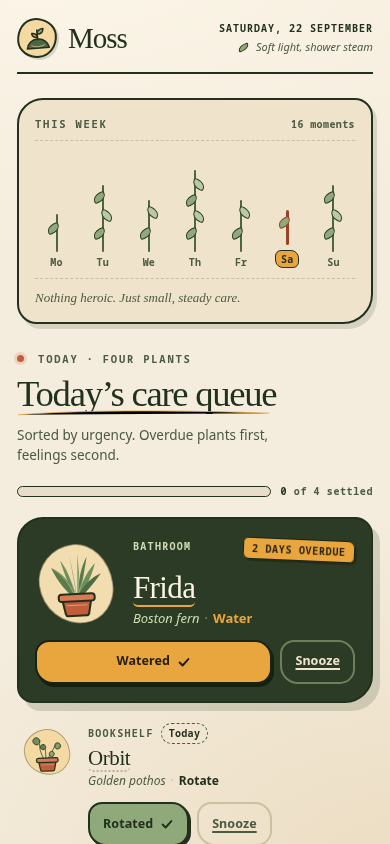 Moss
SATURDAY, 22 SEPTEMBER
Soft light, shower steam
THIS WEEK
16 moments
Mo Tu We Th Fr Sa Su
Nothing heroic. Just small, steady care.
TODAY · FOUR PLANTS
Today’s care queue
Sorted by urgency. Overdue plants first,
feelings second.
0 of 4 settled
BATHROOM
2 DAYS OVERDUE
Frida
Boston fern · Water
Watered
Snooze
BOOKSHELF Today
Orbit
Golden pothos · Rotate
Rotated
Snooze